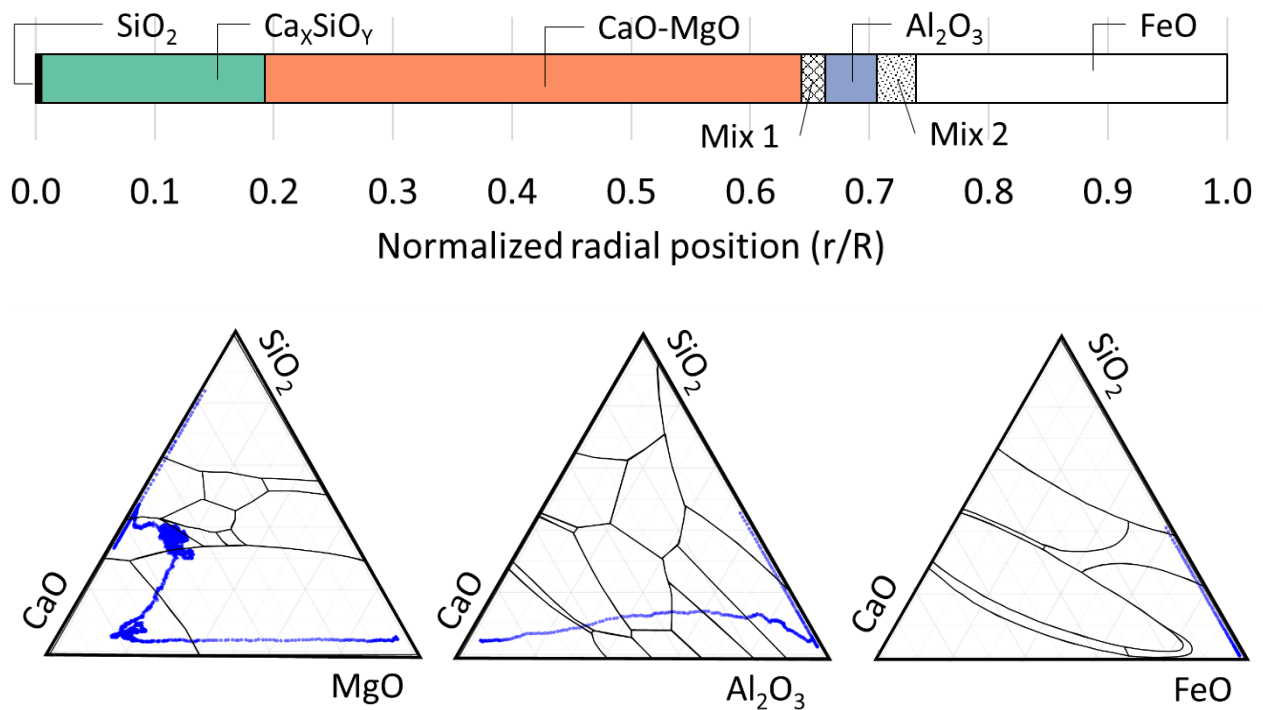 SiO₂ CaₓSiOᵧ CaO-MgO Al₂O₃ FeO
Mix 1 Mix 2
0.0 0.1 0.2 0.3 0.4 0.5 0.6 0.7 0.8 0.9 1.0
Normalized radial position (r/R)
SiO₂ SiO₂ SiO₂
CaO CaO CaO
MgO Al₂O₃ FeO